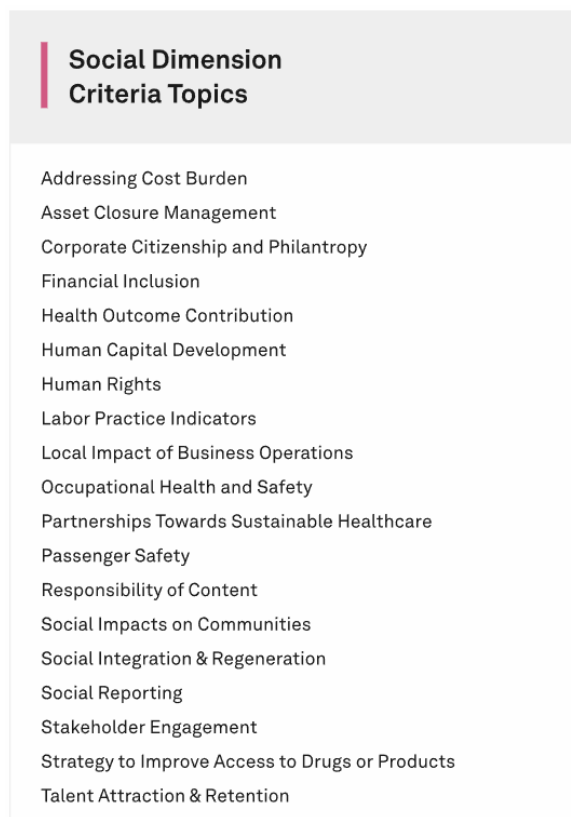 Social Dimension
Criteria Topics
Addressing Cost Burden
Asset Closure Management
Corporate Citizenship and Philantropy
Financial Inclusion
Health Outcome Contribution
Human Capital Development
Human Rights
Labor Practice Indicators
Local Impact of Business Operations
Occupational Health and Safety
Partnerships Towards Sustainable Healthcare
Passenger Safety
Responsibility of Content
Social Impacts on Communities
Social Integration & Regeneration
Social Reporting
Stakeholder Engagement
Strategy to Improve Access to Drugs or Products
Talent Attraction & Retention